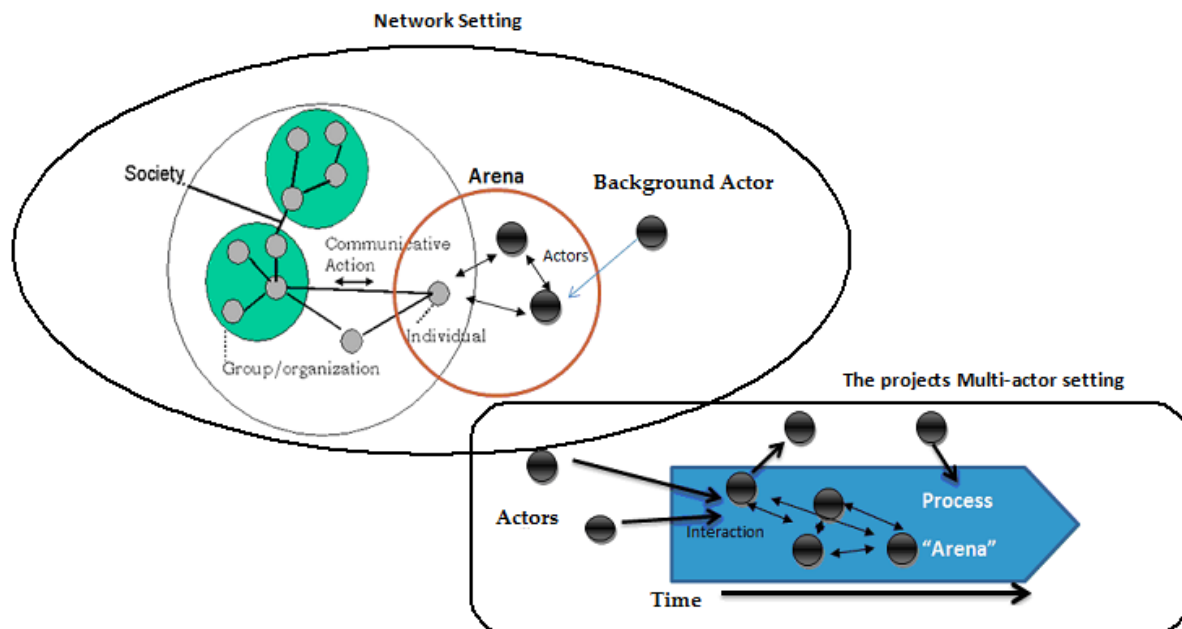 Network Setting
Society
Arena
Background Actor
Communicative
Action
Actors
Individual
Group/organization
The projects Multi-actor setting
Actors
Process
Interaction
“Arena”
Time